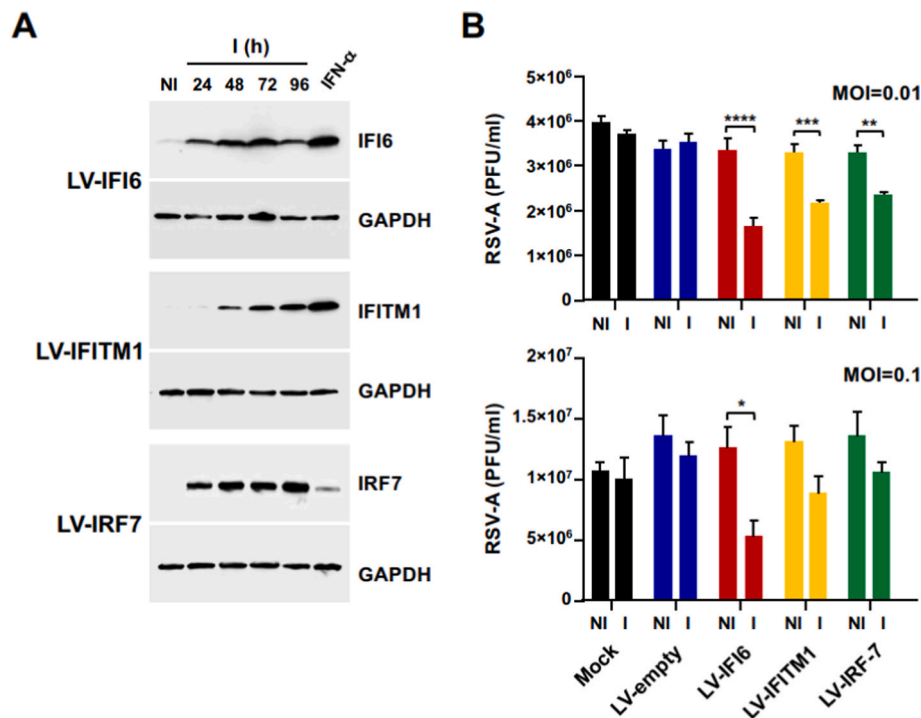 A
I (h)
NI 24 48 72 96 IFN-α
IFI6
LV-IFI6
GAPDH
IFITM1
LV-IFITM1
GAPDH
IRF7
LV-IRF7
GAPDH
B
MOI=0.01
RSV-A (PFU/ml)
5×10⁶
4×10⁶
3×10⁶
2×10⁶
1×10⁶
0
**** *** **
NI I NI I NI I NI I NI I
MOI=0.1
RSV-A (PFU/ml)
2×10⁷
1.5×10⁷
1×10⁷
5×10⁶
0
*
NI I NI I NI I NI I NI I
Mock LV-empty LV-IFI6 LV-IFITM1 LV-IRF-7